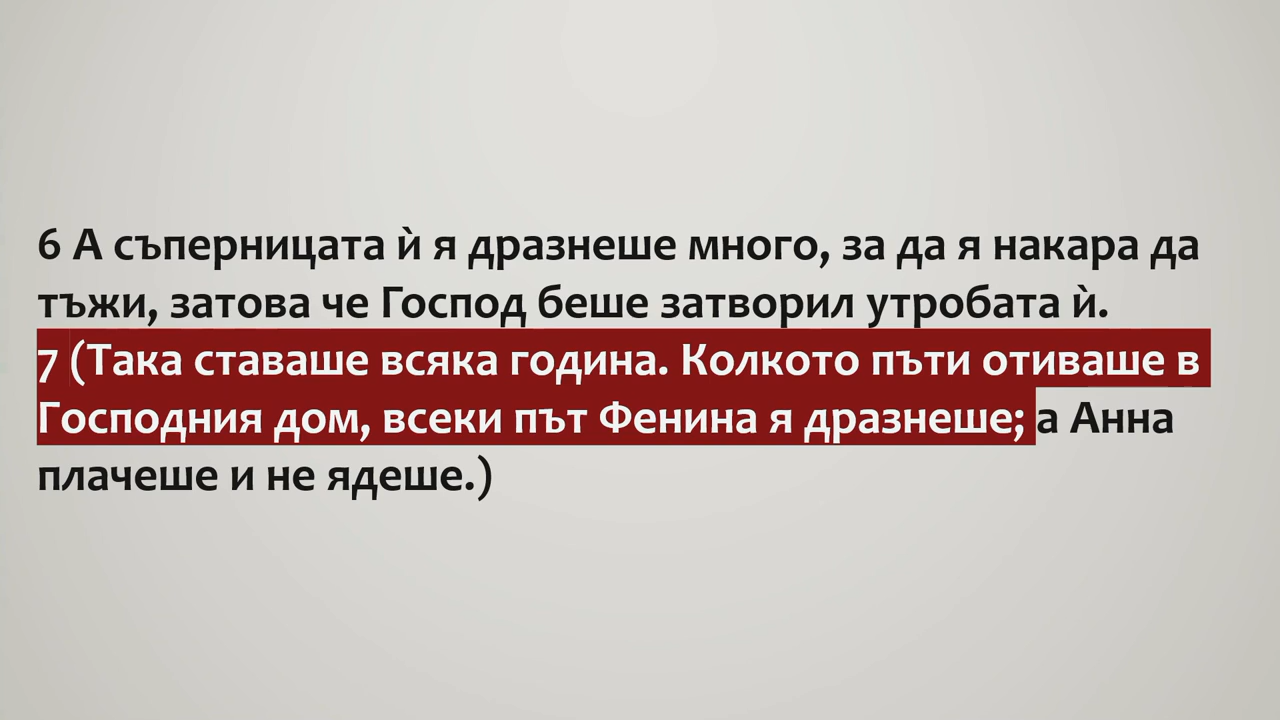 6 А съперницата ѝ я дразнеше много, за да я накара да
тъжи, затова че Господ беше затворил утробата ѝ.
7 (Така ставаше всяка година. Колкото пъти отиваше в
Господния дом, всеки път Фенина я дразнеше; а Анна
плачеше и не ядеше.)